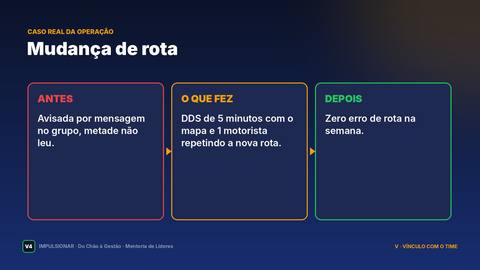 CASO REAL DA OPERAÇÃO
Mudança de rota
ANTES
Avisada por mensagem
no grupo, metade não
leu.
O QUE FEZ
DDS de 5 minutos com o
mapa e 1 motorista
repetindo a nova rota.
DEPOIS
Zero erro de rota na
semana.
V4 IMPULSIONAR · Do Chão à Gestão · Mentoria de Líderes
V · VÍNCULO COM O TIME